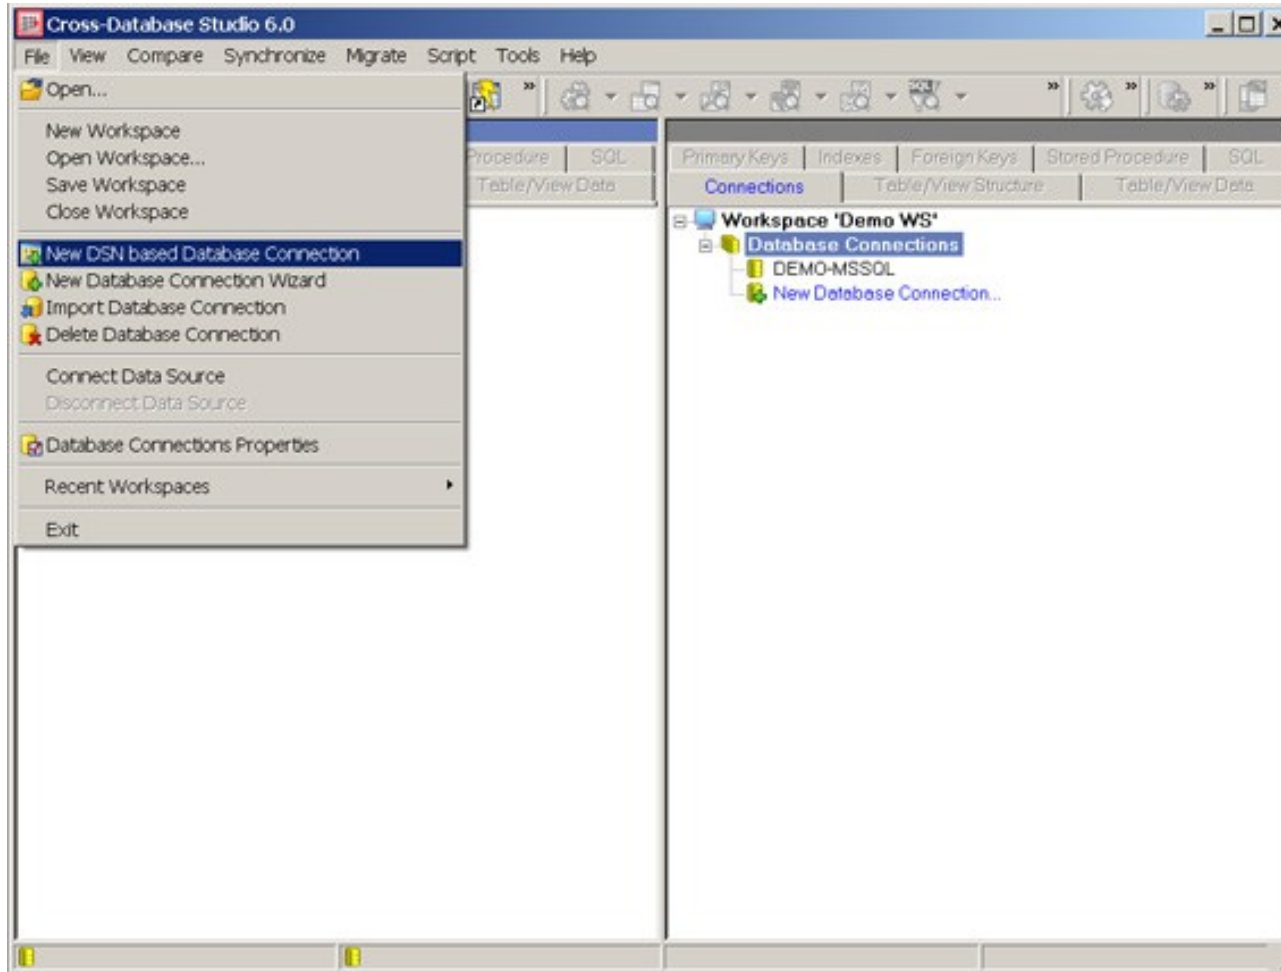 Cross-Database Studio 6.0
File View Compare Synchronize Migrate Script Tools Help
Open...
New Workspace
Open Workspace...
Save Workspace
Close Workspace
New DSN based Database Connection
New Database Connection Wizard
Import Database Connection
Delete Database Connection
Connect Data Source
Disconnect Data Source
Database Connections Properties
Recent Workspaces
Exit
Procedure SQL
Table/View Data
Primary Keys Indexes Foreign Keys Stored Procedure SQL
Connections Table/View Structure Table/View Data
Workspace 'Demo WS'
Database Connections
DEMO-MSSQL
New Database Connection...